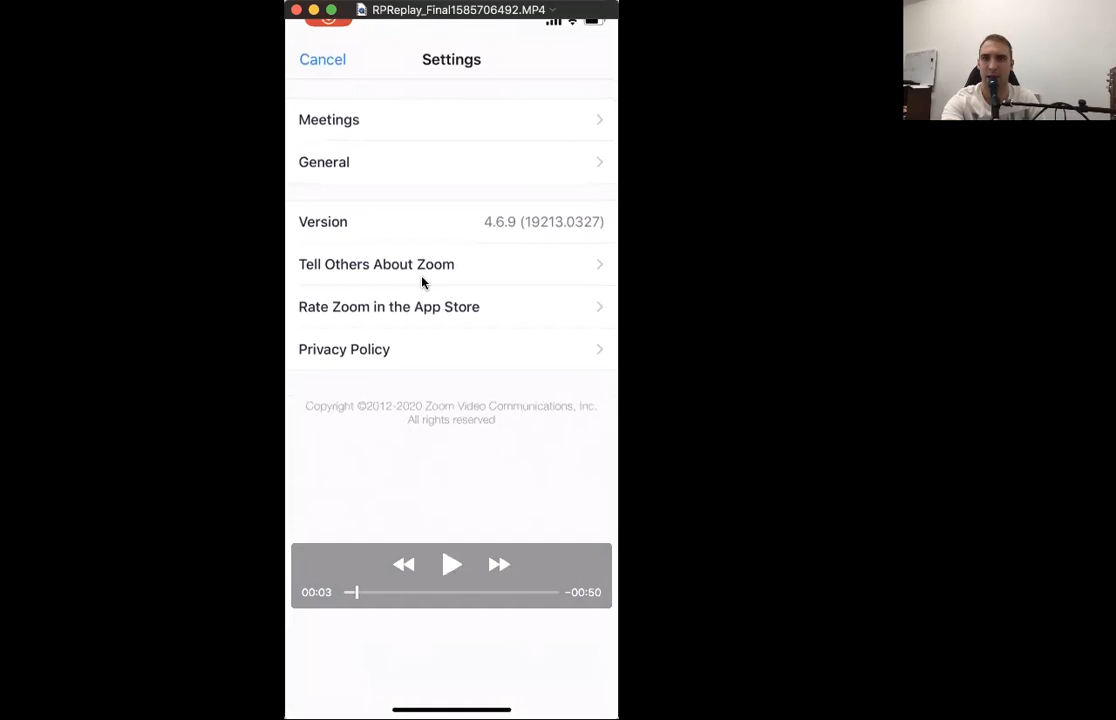 RPReplay_Final1585706492.MP4
Cancel Settings
Meetings
General
Version 4.6.9 (19213.0327)
Tell Others About Zoom
Rate Zoom in the App Store
Privacy Policy
Copyright ©2012-2020 Zoom Video Communications, Inc.
All rights reserved
00:03 −00:50